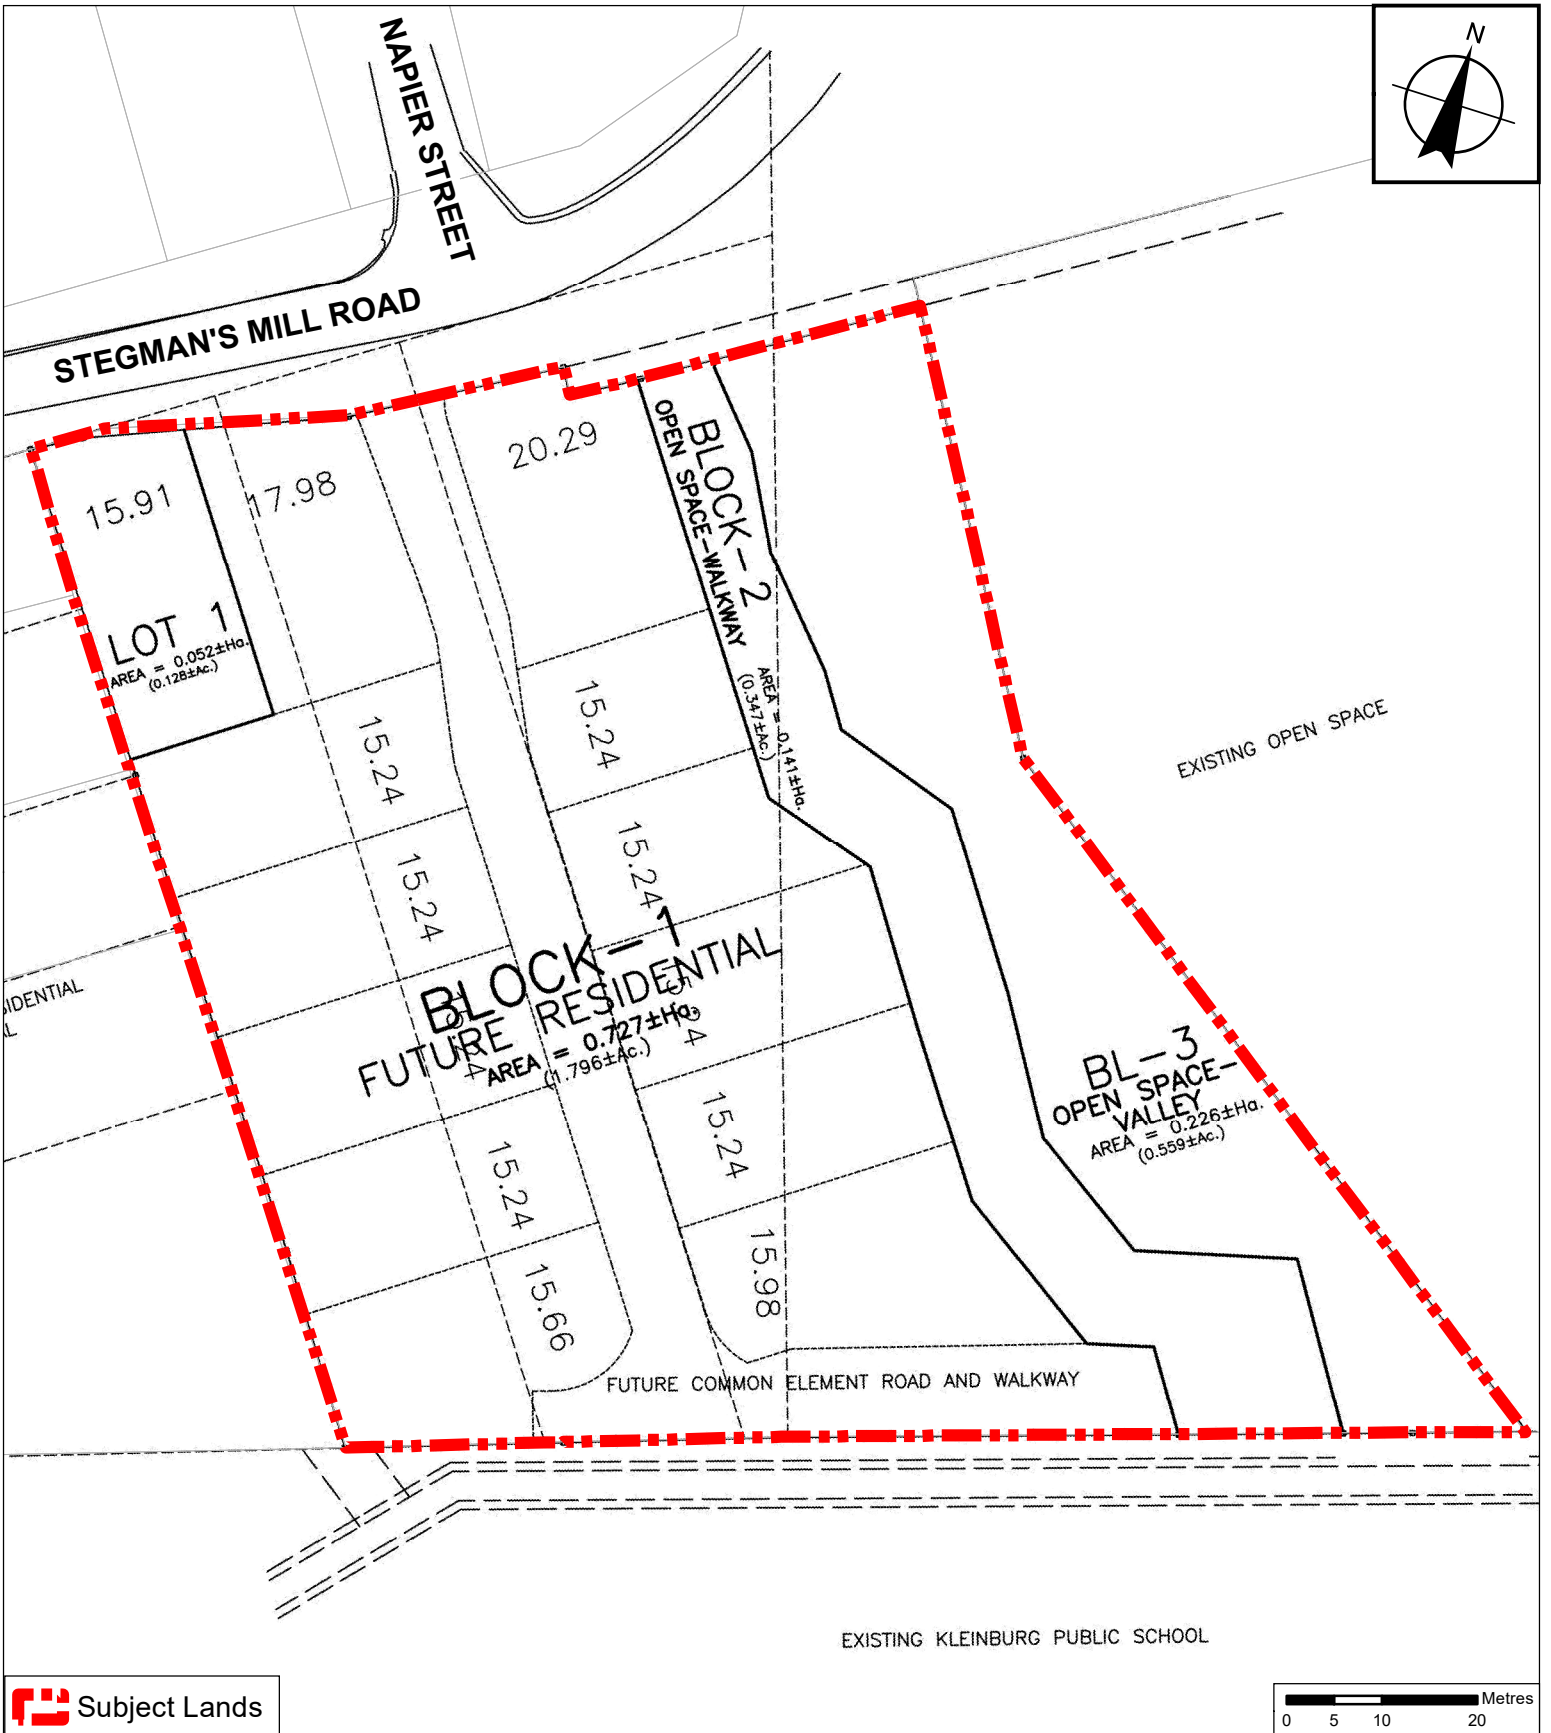 N
NAPIER STREET
STEGMAN'S MILL ROAD
15.91
17.98
20.29
BLOCK-2
OPEN SPACE-WALKWAY
AREA = 0.141±Ha.
(0.347±Ac.)
LOT 1
AREA = 0.052±Ha.
(0.128±Ac.)
15.24
15.24
EXISTING OPEN SPACE
15.24
15.24
BLOCK-1
FUTURE RESIDENTIAL
AREA = 0.727±Ha.
(1.796±Ac.)
15.24
15.24
IDENTIAL
L
BL-3
OPEN SPACE-
VALLEY
AREA = 0.226±Ha.
(0.559±Ac.)
15.24
15.24
15.66
15.98
FUTURE COMMON ELEMENT ROAD AND WALKWAY
EXISTING KLEINBURG PUBLIC SCHOOL
Subject Lands
Metres
0 5 10 20